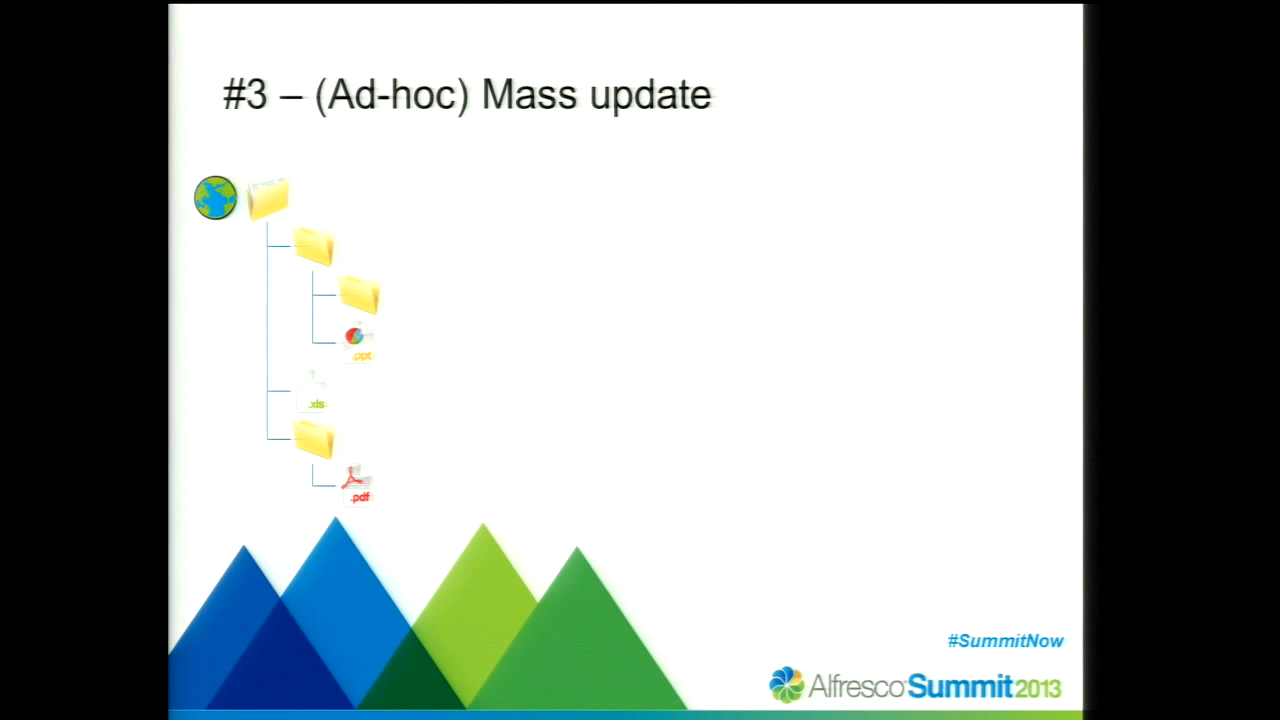 #3 – (Ad-hoc) Mass update
.ppt
.xls
.pdf
#SummitNow
Alfresco Summit 2013